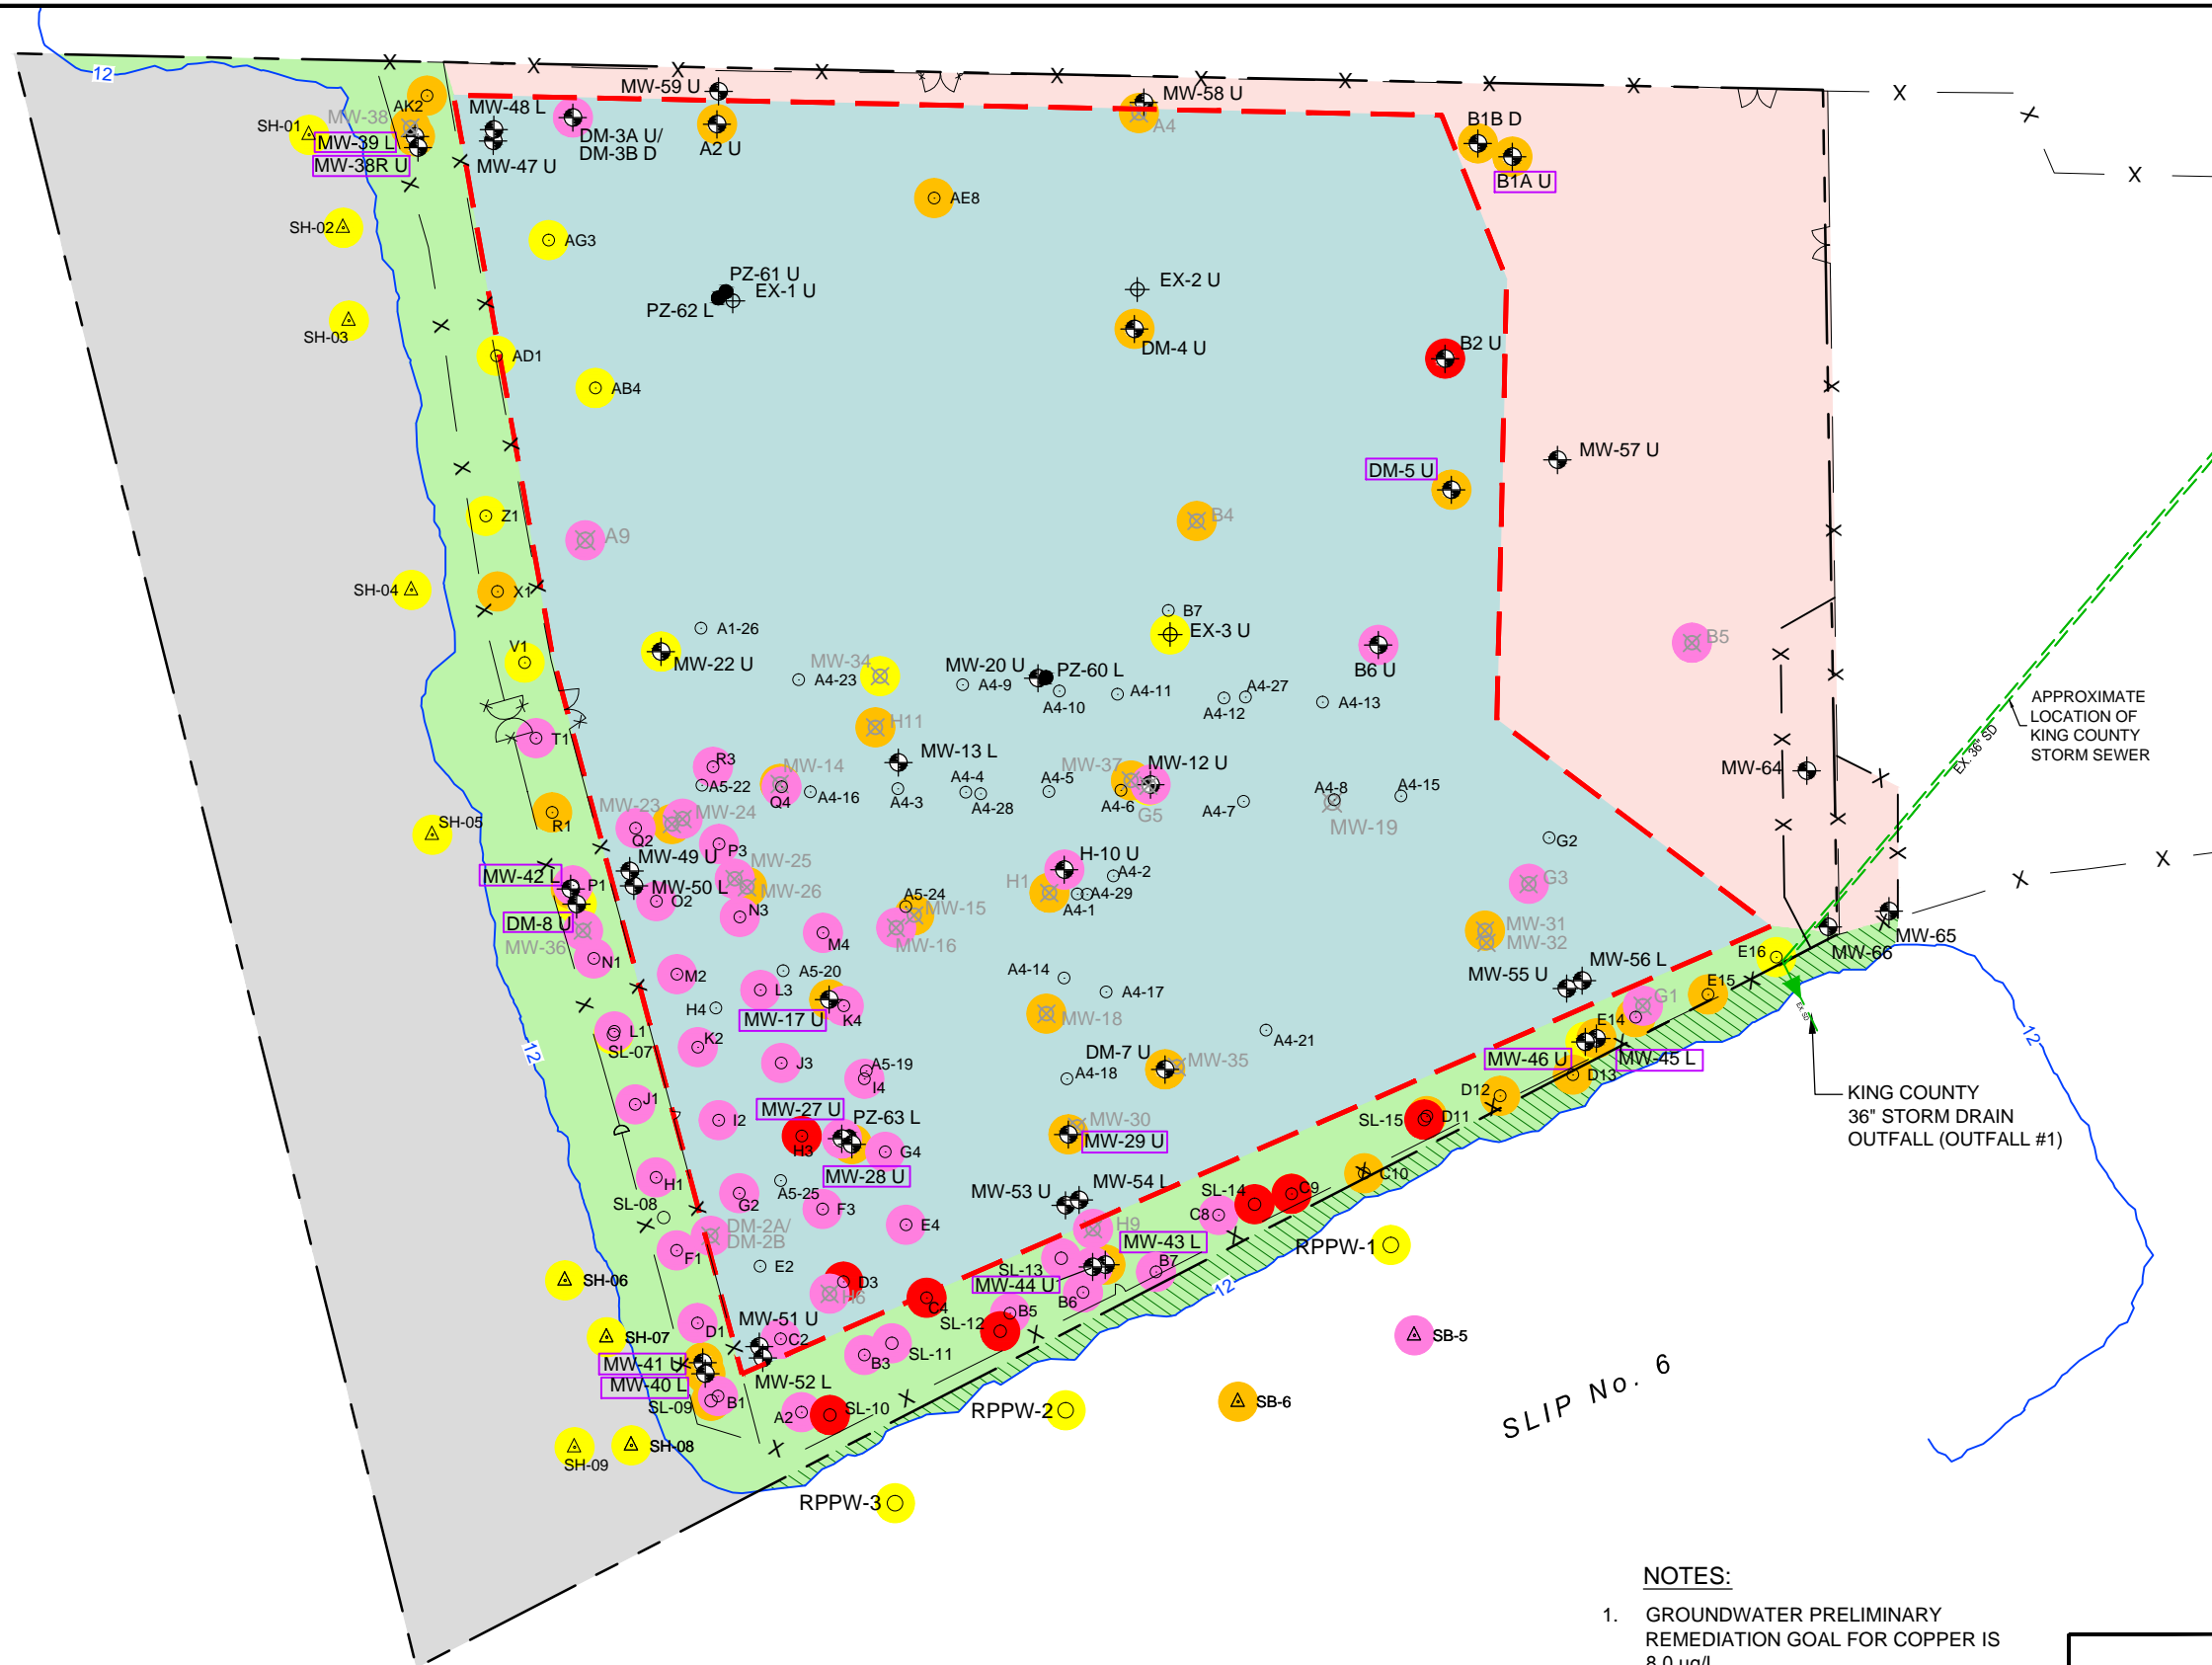 12
MW-59 U
MW-58 U
AK2
MW-48 L
MW-38
SH-01
MW-39 L
MW-38R U
MW-47 U
DM-3A U/
DM-3B D
A2 U
A4
B1B D
B1A U
AE8
SH-02
AG3
PZ-61 U
EX-1 U
PZ-62 L
EX-2 U
SH-03
DM-4 U
B2 U
AD1
AB4
MW-57 U
DM-5 U
Z1
B4
A9
SH-04
X1
B7
A1-26
EX-3 U
V1
MW-22 U
MW-34
MW-20 U
PZ-60 L
B6 U
B5
A4-23
A4-9
A4-10
A4-11
A4-27
A4-12
A4-13
APPROXIMATE
LOCATION OF
KING COUNTY
STORM SEWER
EX. 36" SD
H11
T1
R3
MW-13 L
MW-14
MW-37
MW-12 U
MW-64
A5-22
Q4
A4-16
A4-3
A4-4
A4-28
A4-5
A4-6
G5
A4-7
A4-8
A4-15
MW-19
MW-23
MW-24
SH-05
R1
Q2
P3
G2
MW-49 U
MW-25
H-10 U
MW-42 L
P1
MW-50 L
MW-26
H1
A4-2
A4-29
A4-1
G3
O2
A5-24
MW-15
N3
DM-8 U
MW-36
M4
MW-16
MW-31
MW-32
MW-65
MW-66
E16
N1
M2
A5-20
A4-14
MW-55 U
MW-56 L
L3
H4
A4-17
E15
G1
MW-17 U
K4
MW-18
E14
Ex. SD
L1
SL-07
K2
A4-21
12
12
J3
A5-19
I4
DM-7 U
MW-35
A4-18
MW-46 U
MW-45 L
D13
D12
KING COUNTY
36" STORM DRAIN
OUTFALL (OUTFALL #1)
J1
I2
MW-27 U
PZ-63 L
H3
G4
MW-30
MW-29 U
SL-15
D11
MW-28 U
H1
A5-25
G2
F3
C10
SL-08
MW-53 U
MW-54 L
SL-14
C9
C8
DM-2A/
DM-2B
E4
H9
F1
MW-43 L
RPPW-1
E2
SL-13
B7
SH-06
D3
H6
MW-44 U
B6
12
C4
B5
SL-12
SB-5
SH-07
D1
MW-51 U
C2
B3
SL-11
MW-41 U
MW-40 L
MW-52 L
SL-09
B1
A2
SL-10
RPPW-2
SB-6
SLIP No. 6
SH-08
SH-09
RPPW-3
NOTES:
1. GROUNDWATER PRELIMINARY
REMEDIATION GOAL FOR COPPER IS
8.0 ug/L